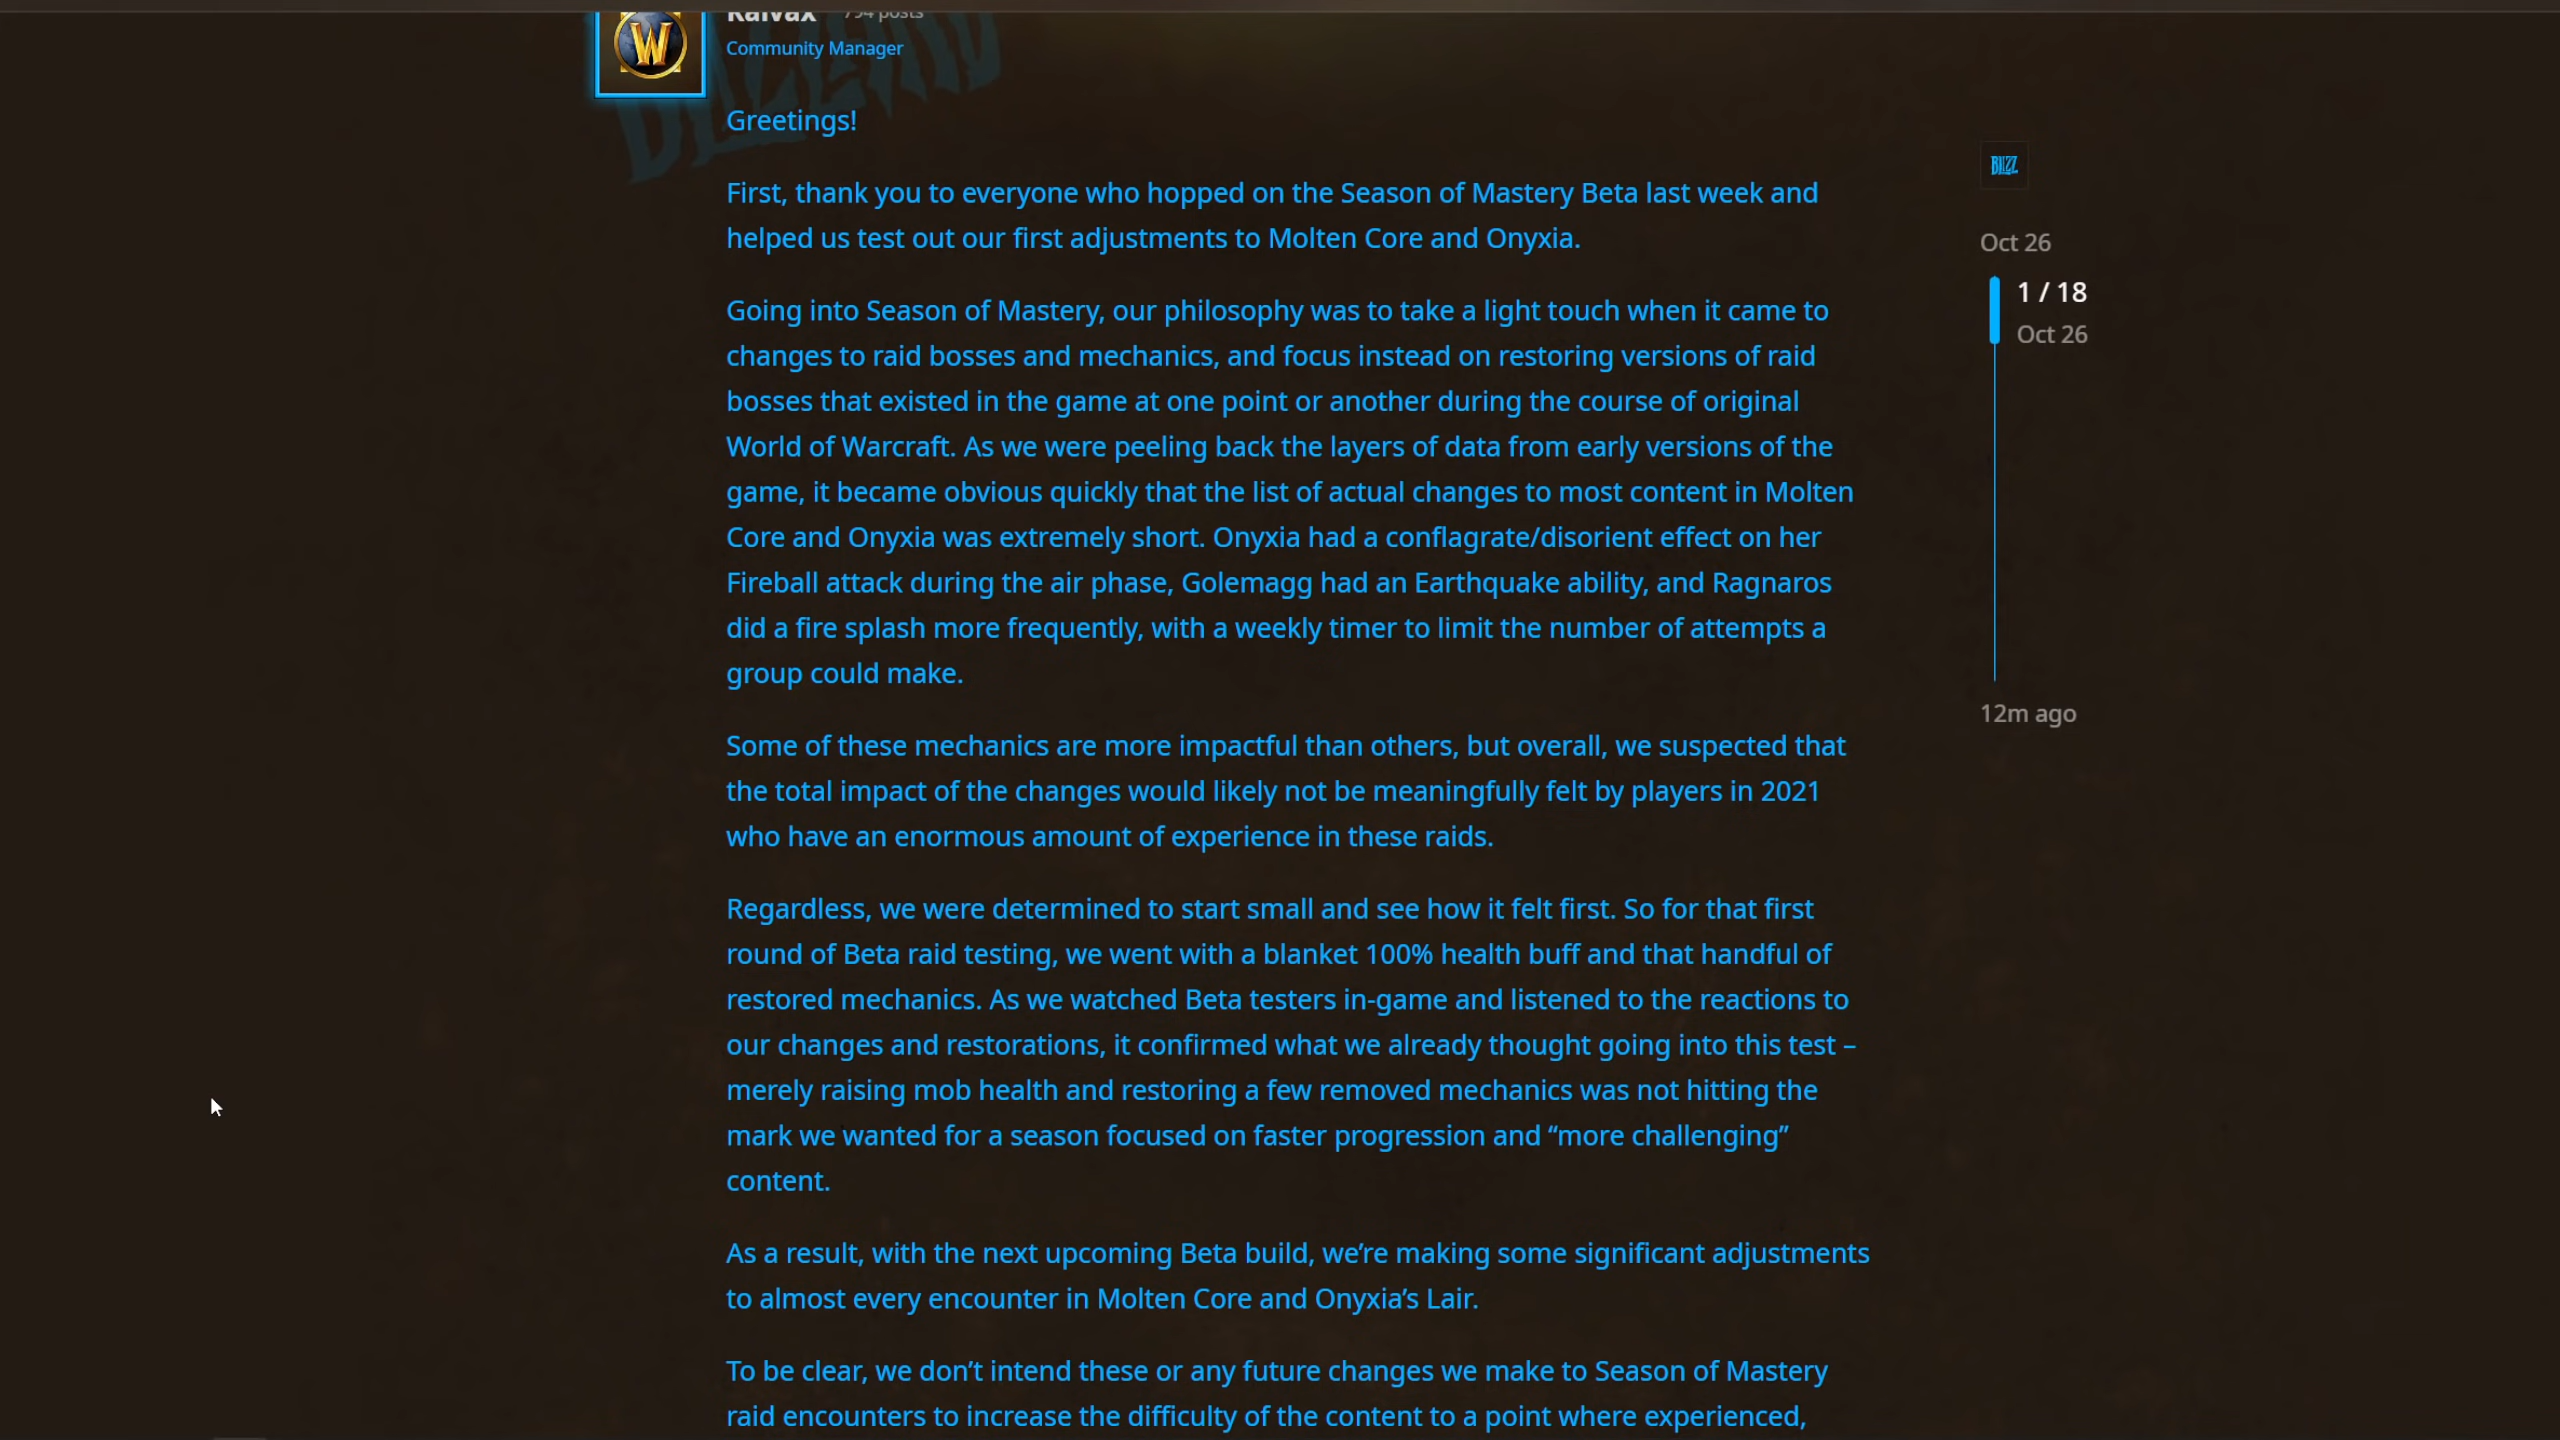 Kaivax 794 posts
Community Manager
Greetings!
First, thank you to everyone who hopped on the Season of Mastery Beta last week and
helped us test out our first adjustments to Molten Core and Onyxia.
Going into Season of Mastery, our philosophy was to take a light touch when it came to
changes to raid bosses and mechanics, and focus instead on restoring versions of raid
bosses that existed in the game at one point or another during the course of original
World of Warcraft. As we were peeling back the layers of data from early versions of the
game, it became obvious quickly that the list of actual changes to most content in Molten
Core and Onyxia was extremely short. Onyxia had a conflagrate/disorient effect on her
Fireball attack during the air phase, Golemagg had an Earthquake ability, and Ragnaros
did a fire splash more frequently, with a weekly timer to limit the number of attempts a
group could make.
Some of these mechanics are more impactful than others, but overall, we suspected that
the total impact of the changes would likely not be meaningfully felt by players in 2021
who have an enormous amount of experience in these raids.
Regardless, we were determined to start small and see how it felt first. So for that first
round of Beta raid testing, we went with a blanket 100% health buff and that handful of
restored mechanics. As we watched Beta testers in-game and listened to the reactions to
our changes and restorations, it confirmed what we already thought going into this test –
merely raising mob health and restoring a few removed mechanics was not hitting the
mark we wanted for a season focused on faster progression and “more challenging”
content.
As a result, with the next upcoming Beta build, we’re making some significant adjustments
to almost every encounter in Molten Core and Onyxia’s Lair.
To be clear, we don’t intend these or any future changes we make to Season of Mastery
raid encounters to increase the difficulty of the content to a point where experienced,
BLIZZARD
W
BLIZZ
Oct 26
1 / 18
Oct 26
12m ago